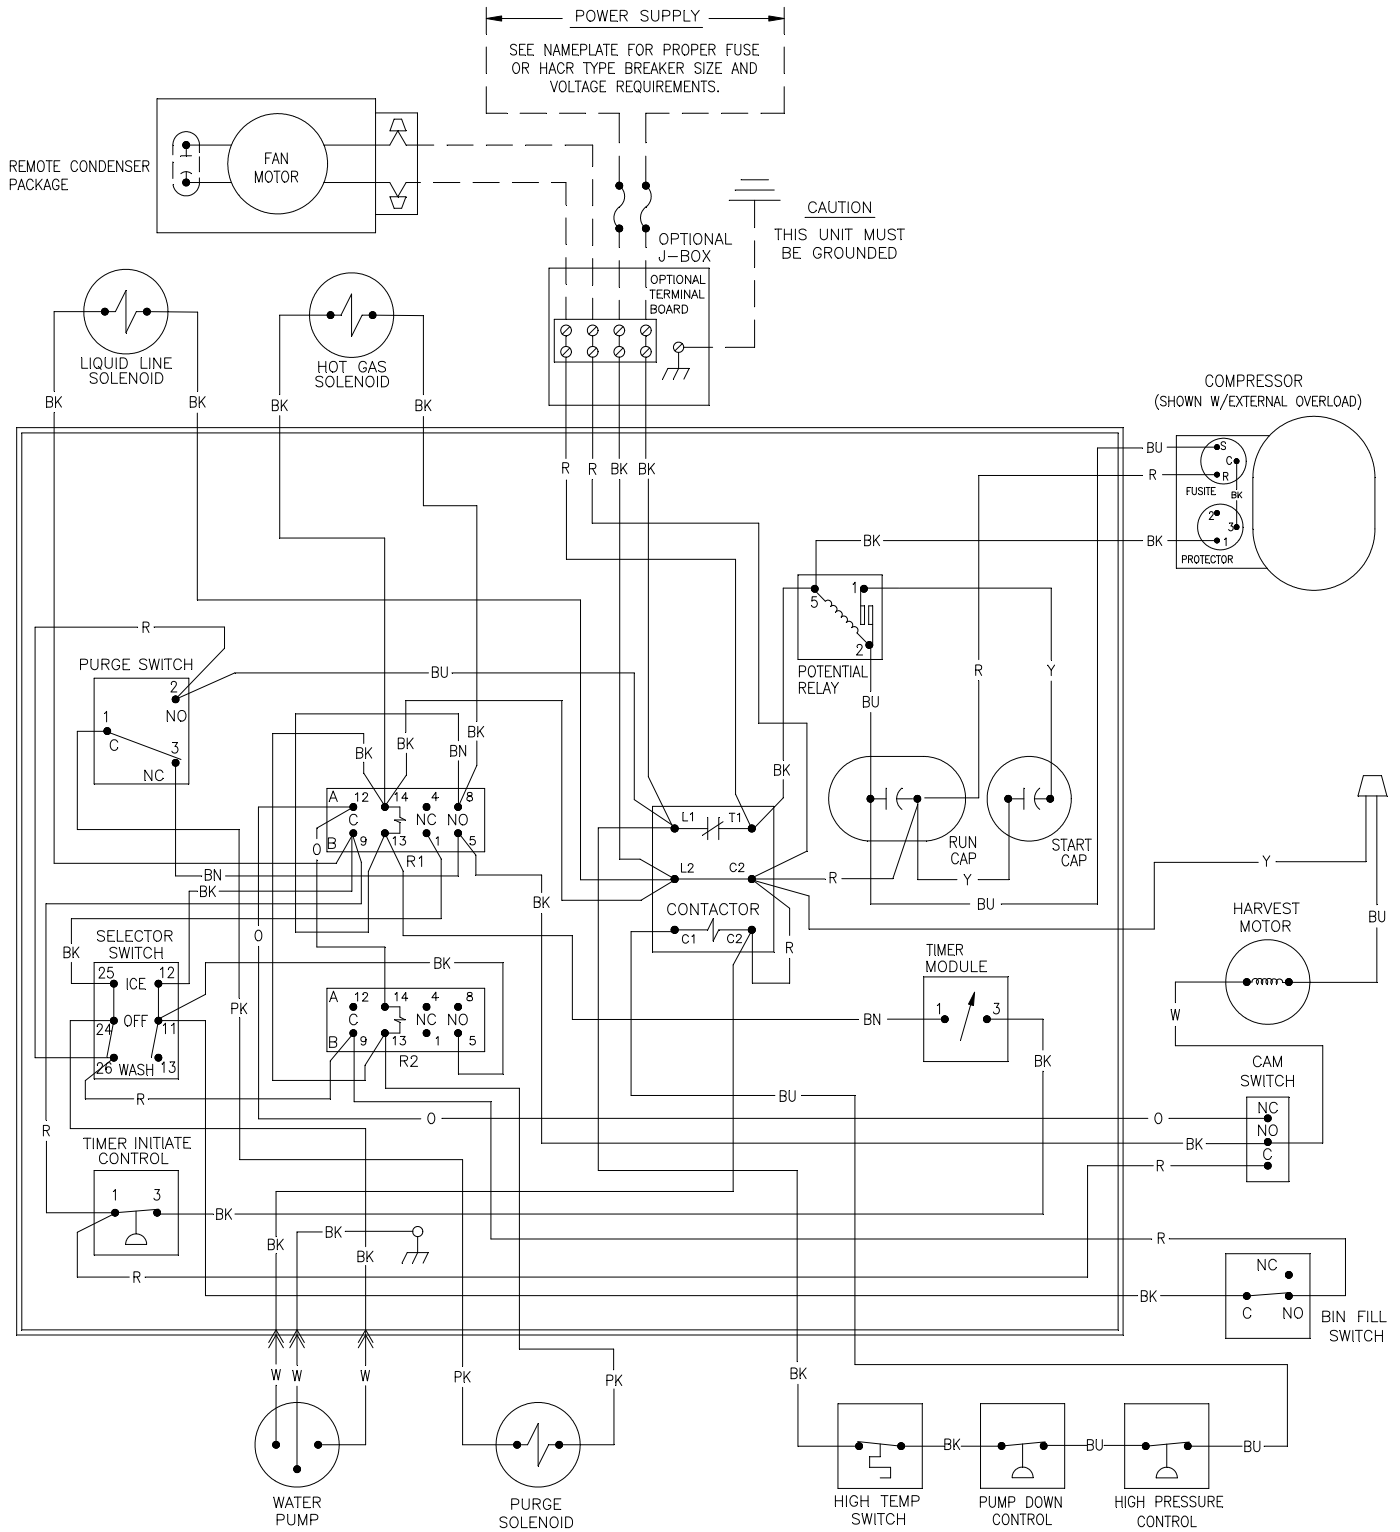 POWER SUPPLY
SEE NAMEPLATE FOR PROPER FUSE
OR HACR TYPE BREAKER SIZE AND
VOLTAGE REQUIREMENTS.
REMOTE CONDENSER
PACKAGE
FAN
MOTOR
CAUTION
THIS UNIT MUST
BE GROUNDED
OPTIONAL
J-BOX
OPTIONAL
TERMINAL
BOARD
LIQUID LINE
SOLENOID
HOT GAS
SOLENOID
BK
BK
BK
BK
COMPRESSOR
(SHOWN W/EXTERNAL OVERLOAD)
R
R
BK
BK
BU
R
S
C
R
FUSITE
BK
2
3
1
PROTECTOR
BK
BK
5
1
2
POTENTIAL
RELAY
R
PURGE SWITCH
2
NO
1
C
3
NC
BU
R
Y
BU
BK
BK
BN
BK
BK
A
12
14
4
8
C
NC
NO
B
9
13
1
5
R1
O
L1
T1
L2
C2
CONTACTOR
C1
C2
RUN
CAP
START
CAP
R
Y
BU
Y
BU
BN
BK
BK
O
R
SELECTOR
SWITCH
BK
25
ICE
12
OFF
24
11
26
WASH
13
BK
PK
A
12
14
4
8
C
NC
NO
B
9
13
1
5
R2
TIMER
MODULE
1
3
BN
BK
HARVEST
MOTOR
W
CAM
SWITCH
NC
NO
C
R
BU
O
O
BK
R
R
TIMER INITIATE
CONTROL
1
3
BK
BK
BK
BK
R
R
BK
NC
C
NO
BIN FILL
SWITCH
W
W
W
PK
PK
BK
WATER
PUMP
PURGE
SOLENOID
BK
BU
BU
HIGH TEMP
SWITCH
PUMP DOWN
CONTROL
HIGH PRESSURE
CONTROL